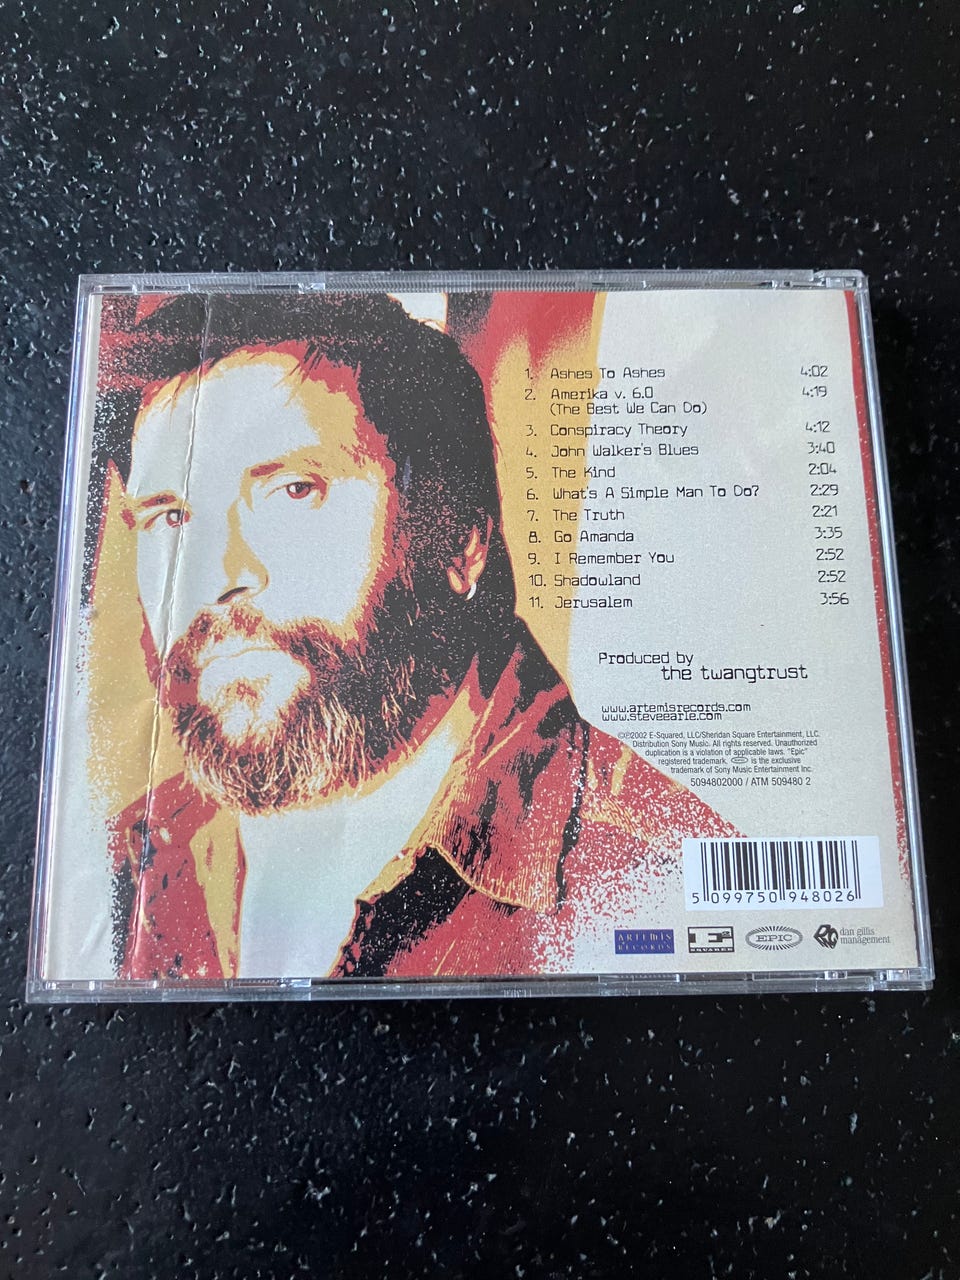 1. Ashes To Ashes 4:02
2. Amerika v. 6.0 4:19
(The Best We Can Do)
3. Conspiracy Theory 4:12
4. John Walker's Blues 3:40
5. The Kind 2:04
6. What's A Simple Man To Do? 2:29
7. The Truth 2:21
8. Go Amanda 3:35
9. I Remember You 2:52
10. Shadowland 2:52
11. Jerusalem 3:56
Produced by
the twangtrust
www.artemisrecords.com
www.steveearle.com
©℗2002 E-Squared, LLC/Sheridan Square Entertainment, LLC.
Distribution Sony Music. All rights reserved. Unauthorized
duplication is a violation of applicable laws. "Epic"
registered trademark. is the exclusive
trademark of Sony Music Entertainment Inc.
5094802000 / ATM 509480 2
5 099750 948026
ARTEMIS
RECORDS
E2
SQUARED
EPIC
dan gillis
management